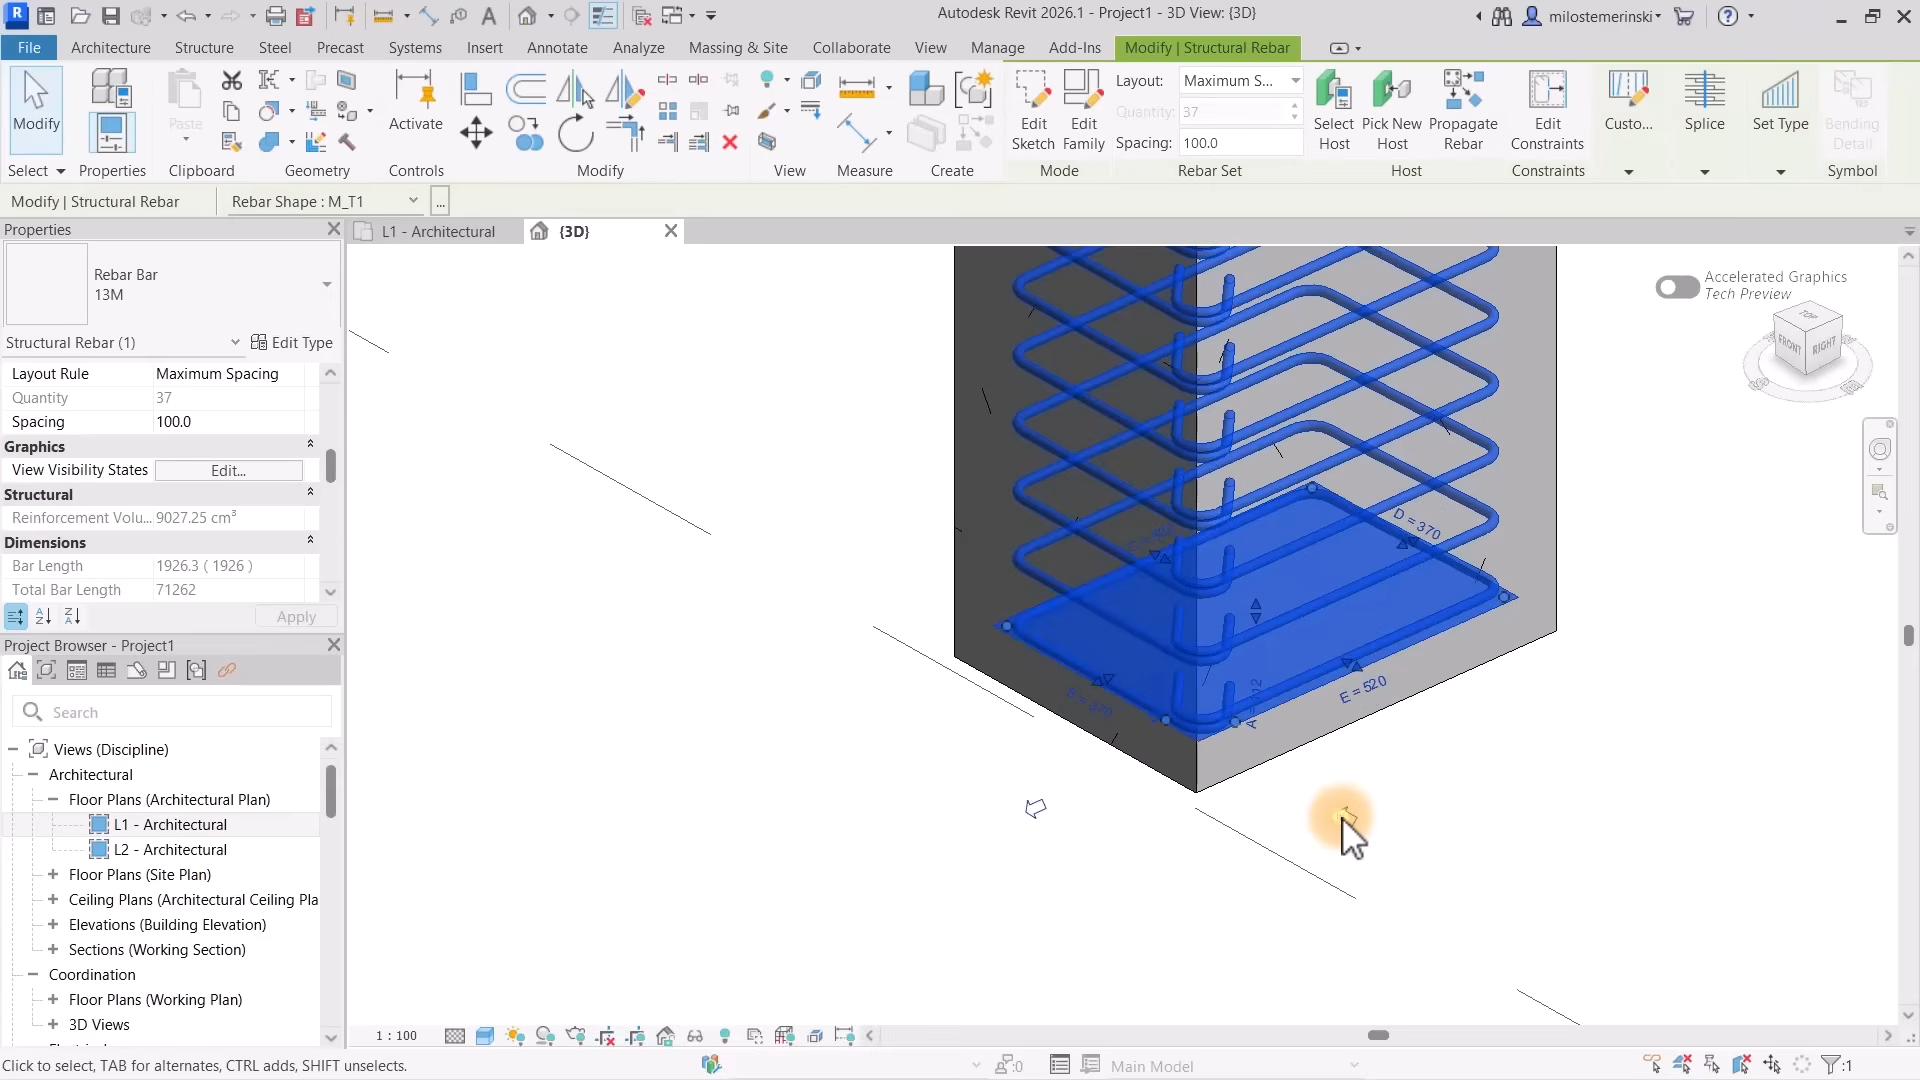 Autodesk Revit 2026.1 - Project1 - 3D View: {3D}
milostemerinski
File
Architecture
Structure
Steel
Precast
Systems
Insert
Annotate
Analyze
Massing & Site
Collaborate
View
Manage
Add-Ins
Modify | Structural Rebar
Modify
Paste
Activate
Edit Sketch
Edit Family
Layout: Maximum S...
Quantity: 37
Spacing: 100.0
Select Host
Pick New Host
Propagate Rebar
Edit Constraints
Custo...
Splice
Set Type
Bending Detail
Select
Properties
Clipboard
Geometry
Controls
Modify
View
Measure
Create
Mode
Rebar Set
Host
Constraints
Symbol
Modify | Structural Rebar
Rebar Shape : M_T1
...
Properties
L1 - Architectural
{3D}
Rebar Bar
13M
Structural Rebar (1)
Edit Type
Layout Rule Maximum Spacing
Quantity 37
Spacing 100.0
Graphics
View Visibility States Edit...
Structural
Reinforcement Volu... 9027.25 cm³
Dimensions
Bar Length 1926.3 ( 1926 )
Total Bar Length 71262
Apply
Accelerated Graphics
Tech Preview
TOP
FRONT
RIGHT
D = 370
E = 520
Project Browser - Project1
Search
Views (Discipline)
Architectural
Floor Plans (Architectural Plan)
L1 - Architectural
L2 - Architectural
Floor Plans (Site Plan)
Ceiling Plans (Architectural Ceiling Pla
Elevations (Building Elevation)
Sections (Working Section)
Coordination
Floor Plans (Working Plan)
3D Views
1 : 100
Click to select, TAB for alternates, CTRL adds, SHIFT unselects.
:0
Main Model
:1